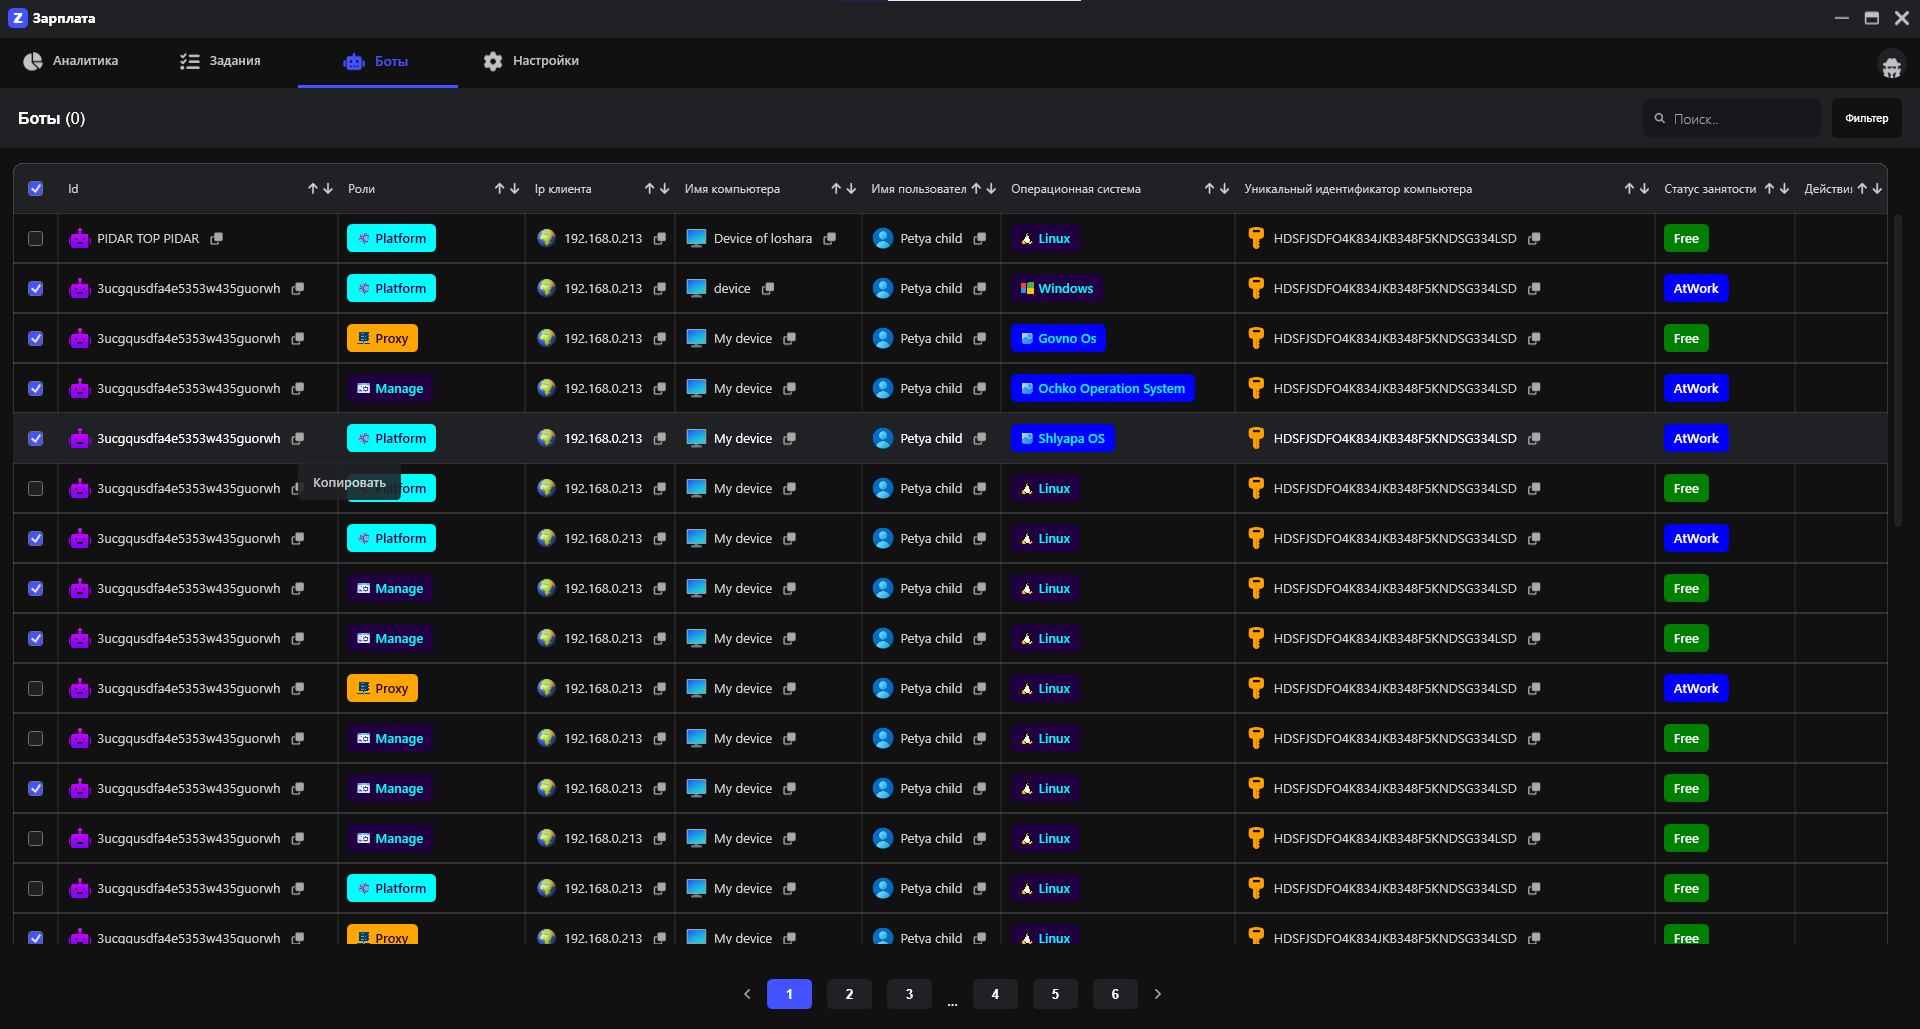 Z Зарплата
Аналитика Задания Боты Настройки
Боты (0) Поиск.. Фильтр
Id Роли Ip клиента Имя компьютера Имя пользовател Операционная система Уникальный идентификатор компьютера Статус занятости Действи
PIDAR TOP PIDAR Platform 192.168.0.213 Device of loshara Petya child Linux HDSFJSDFO4K834JKB348F5KNDSG334LSD Free
3ucgqusdfa4e5353w435guorwh Platform 192.168.0.213 device Petya child Windows HDSFJSDFO4K834JKB348F5KNDSG334LSD AtWork
3ucgqusdfa4e5353w435guorwh Proxy 192.168.0.213 My device Petya child Govno Os HDSFJSDFO4K834JKB348F5KNDSG334LSD Free
3ucgqusdfa4e5353w435guorwh Manage 192.168.0.213 My device Petya child Ochko Operation System HDSFJSDFO4K834JKB348F5KNDSG334LSD AtWork
3ucgqusdfa4e5353w435guorwh Platform 192.168.0.213 My device Petya child Shlyapa OS HDSFJSDFO4K834JKB348F5KNDSG334LSD AtWork
Копировать
3ucgqusdfa4e5353w435guorwh Platform 192.168.0.213 My device Petya child Linux HDSFJSDFO4K834JKB348F5KNDSG334LSD Free
3ucgqusdfa4e5353w435guorwh Platform 192.168.0.213 My device Petya child Linux HDSFJSDFO4K834JKB348F5KNDSG334LSD AtWork
3ucgqusdfa4e5353w435guorwh Manage 192.168.0.213 My device Petya child Linux HDSFJSDFO4K834JKB348F5KNDSG334LSD Free
3ucgqusdfa4e5353w435guorwh Manage 192.168.0.213 My device Petya child Linux HDSFJSDFO4K834JKB348F5KNDSG334LSD Free
3ucgqusdfa4e5353w435guorwh Proxy 192.168.0.213 My device Petya child Linux HDSFJSDFO4K834JKB348F5KNDSG334LSD AtWork
3ucgqusdfa4e5353w435guorwh Manage 192.168.0.213 My device Petya child Linux HDSFJSDFO4K834JKB348F5KNDSG334LSD Free
3ucgqusdfa4e5353w435guorwh Manage 192.168.0.213 My device Petya child Linux HDSFJSDFO4K834JKB348F5KNDSG334LSD Free
3ucgqusdfa4e5353w435guorwh Manage 192.168.0.213 My device Petya child Linux HDSFJSDFO4K834JKB348F5KNDSG334LSD Free
3ucgqusdfa4e5353w435guorwh Platform 192.168.0.213 My device Petya child Linux HDSFJSDFO4K834JKB348F5KNDSG334LSD Free
3ucgqusdfa4e5353w435guorwh Proxy 192.168.0.213 My device Petya child Linux HDSFJSDFO4K834JKB348F5KNDSG334LSD Free
1 2 3 ... 4 5 6